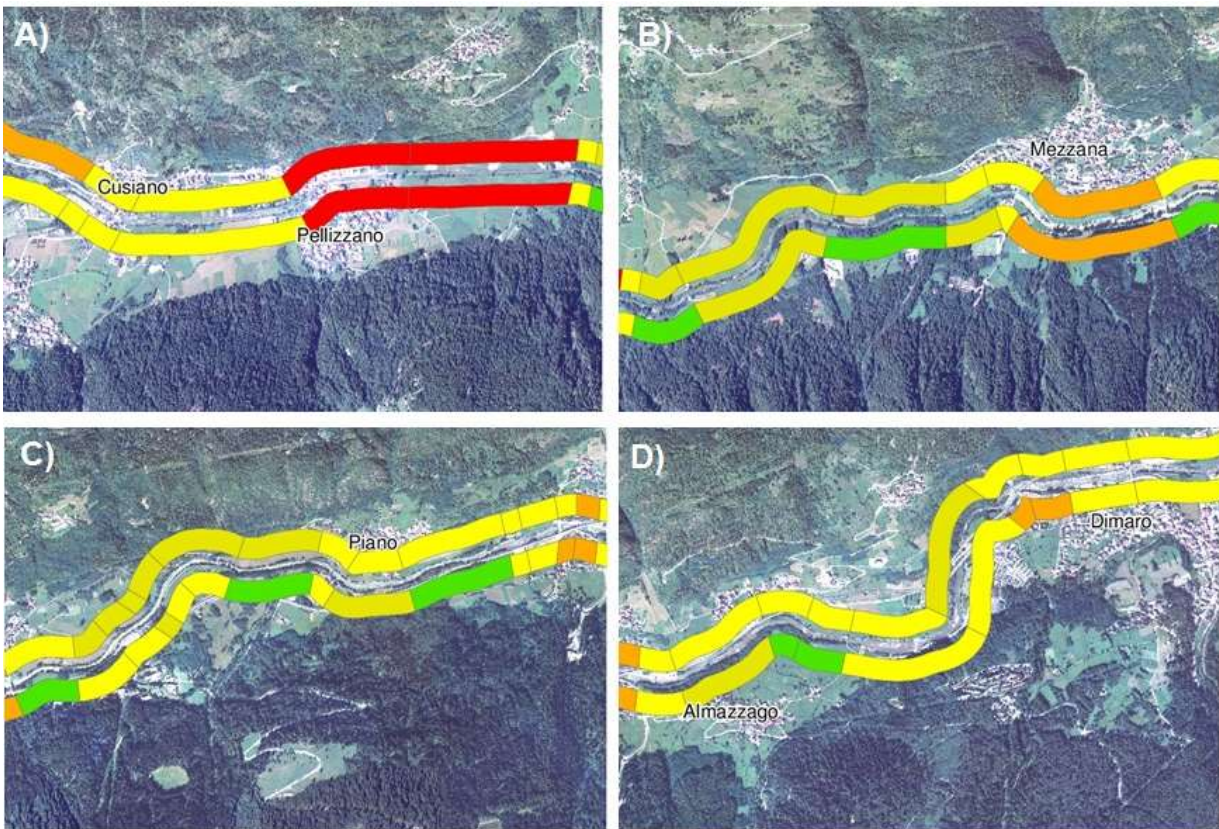 A)
Cusiano
Pellizzano
B)
Mezzana
C)
Piano
D)
Dimaro
Almazzago